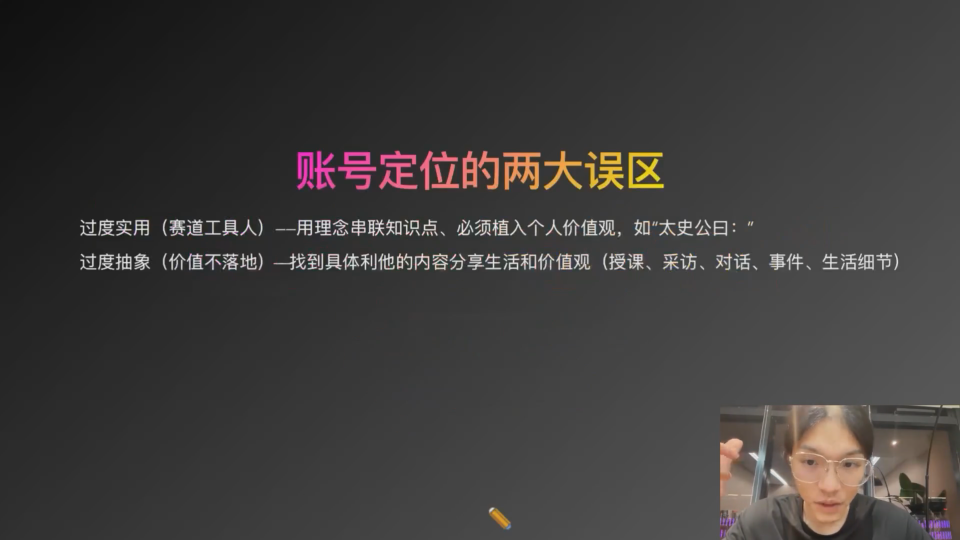 账号定位的两大误区
过度实用（赛道工具人）——用理念串联知识点、必须植入个人价值观，如"太史公曰："
过度抽象（价值不落地）—找到具体利他的内容分享生活和价值观（授课、采访、对话、事件、生活细节）